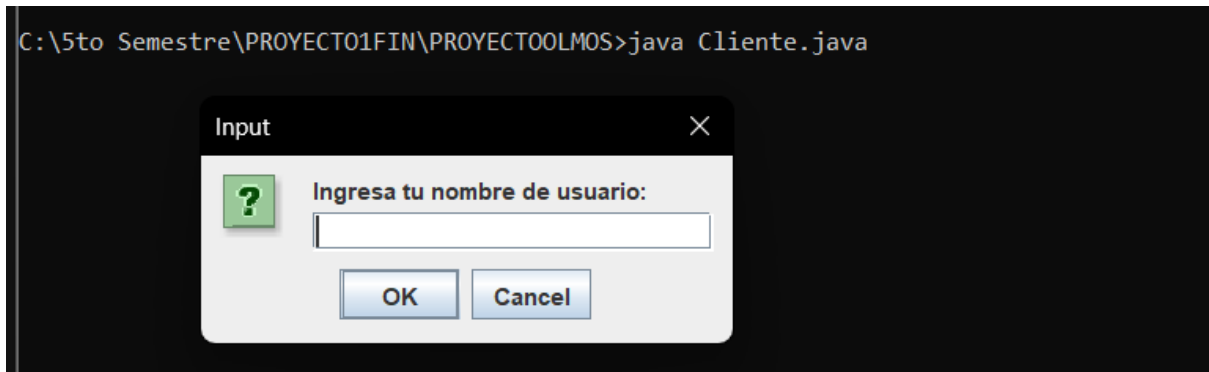 C:\5to Semestre\PROYECTO1FIN\PROYECTOOLMOS>java Cliente.java
Input
?
Ingresa tu nombre de usuario:
OK Cancel